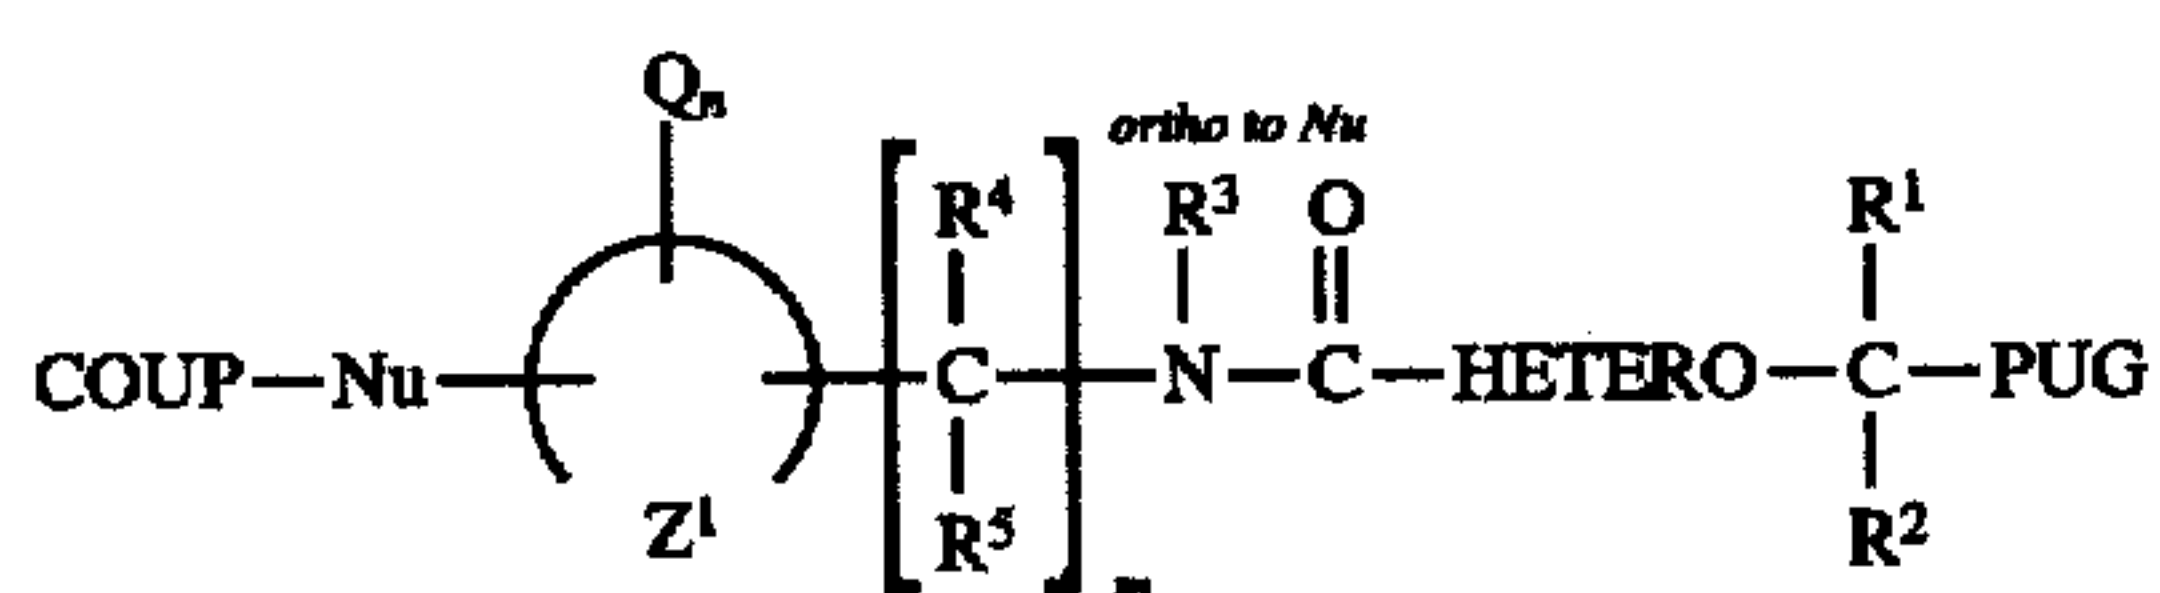 Qn
ortho to Nu
R⁴ R³ O R¹
COUP—Nu C N—C—HETERO—C—PUG
Z¹ R⁵ R²